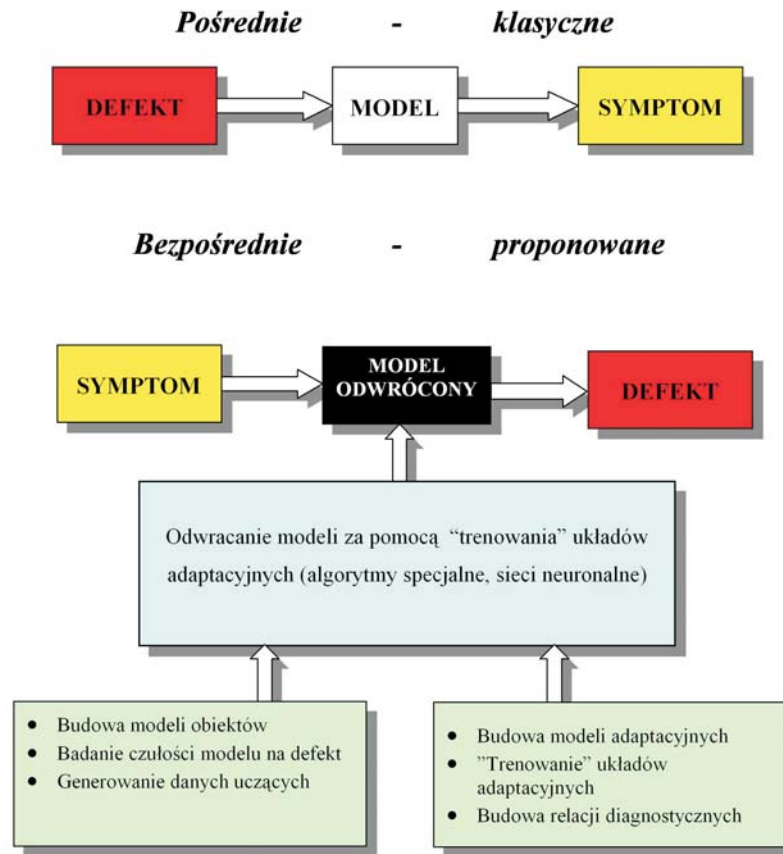 Pośrednie - klasyczne
DEFEKT MODEL SYMPTOM
Bezpośrednie - proponowane
SYMPTOM
MODEL
ODWRÓCONY
DEFEKT
Odwracanie modeli za pomocą “trenowania” układów
adaptacyjnych (algorytmy specjalne, sieci neuronalne)
• Budowa modeli obiektów
• Badanie czułości modelu na defekt
• Generowanie danych uczących
• Budowa modeli adaptacyjnych
• ”Trenowanie” układów
adaptacyjnych
• Budowa relacji diagnostycznych